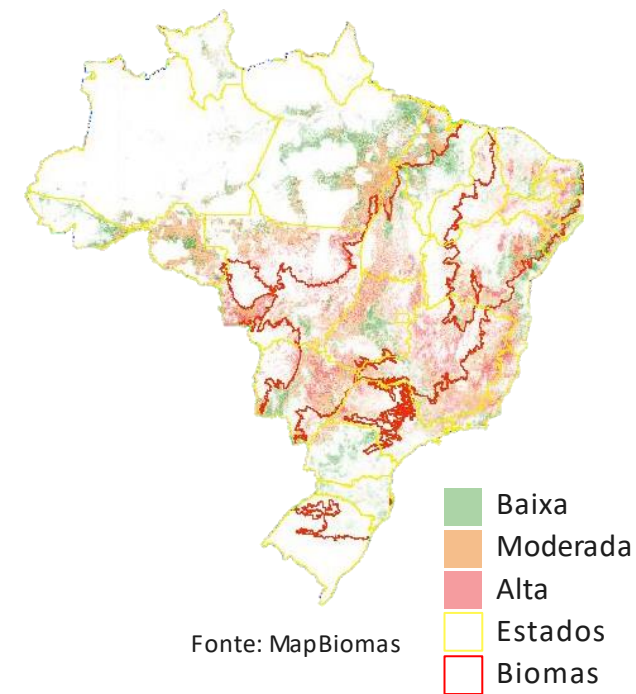 Baixa
Moderada
Alta
Estados
Biomas
Fonte: MapBiomas